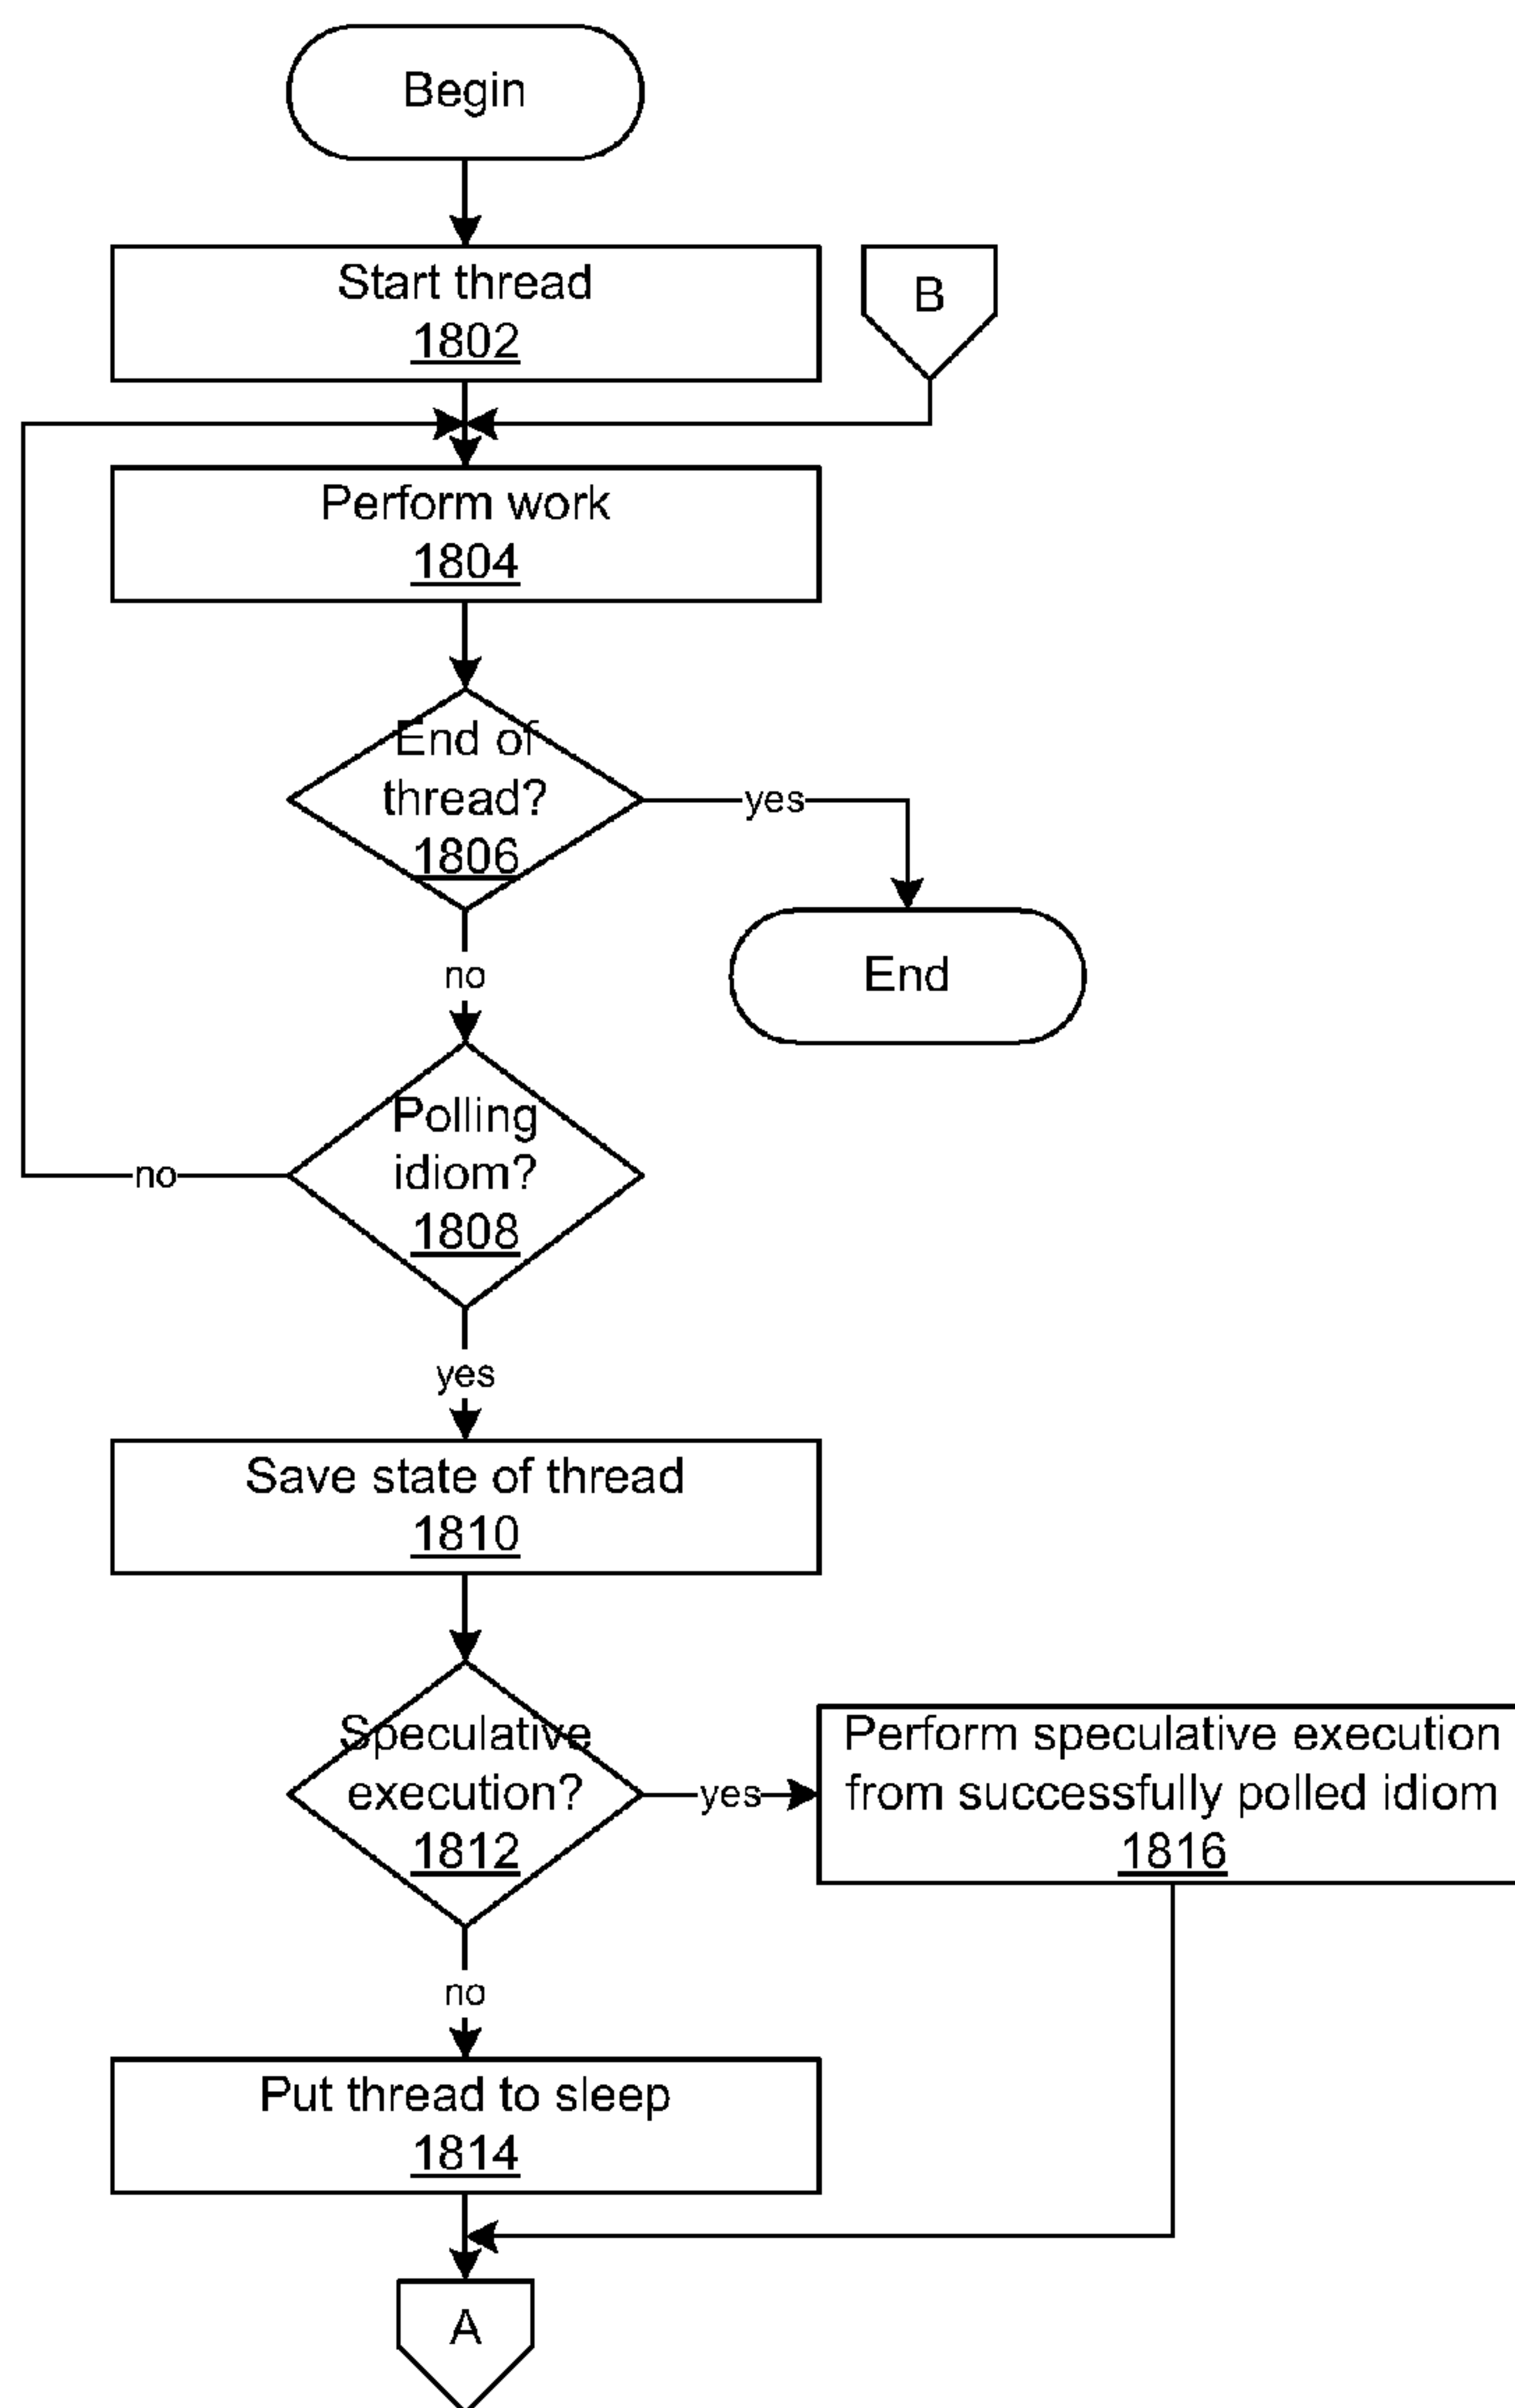 Begin
Start thread
1802
B
Perform work
1804
End of
thread?
1806
yes
no
End
Polling
idiom?
1808
no
yes
Save state of thread
1810
Speculative
execution?
1812
yes
Perform speculative execution
from successfully polled idiom
1816
no
Put thread to sleep
1814
A